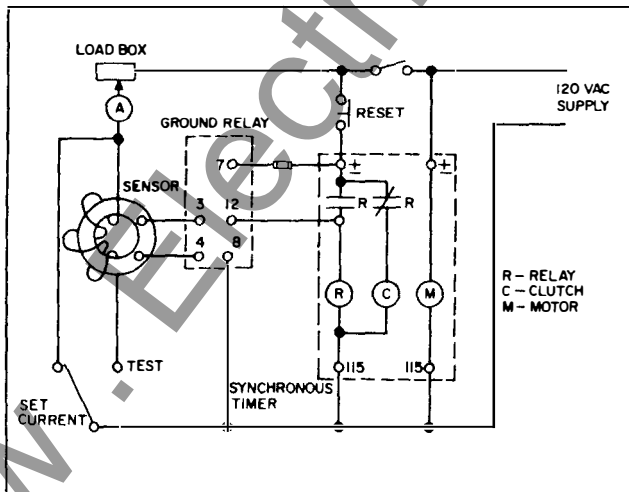 LOAD BOX
A
120 VAC
SUPPLY
RESET
GROUND RELAY
7
±
±
SENSOR
3
12
R
R
4
8
R
C
M
R - RELAY
C - CLUTCH
M - MOTOR
TEST
115
115
SYNCHRONOUS
TIMER
SET
CURRENT
w . Electri